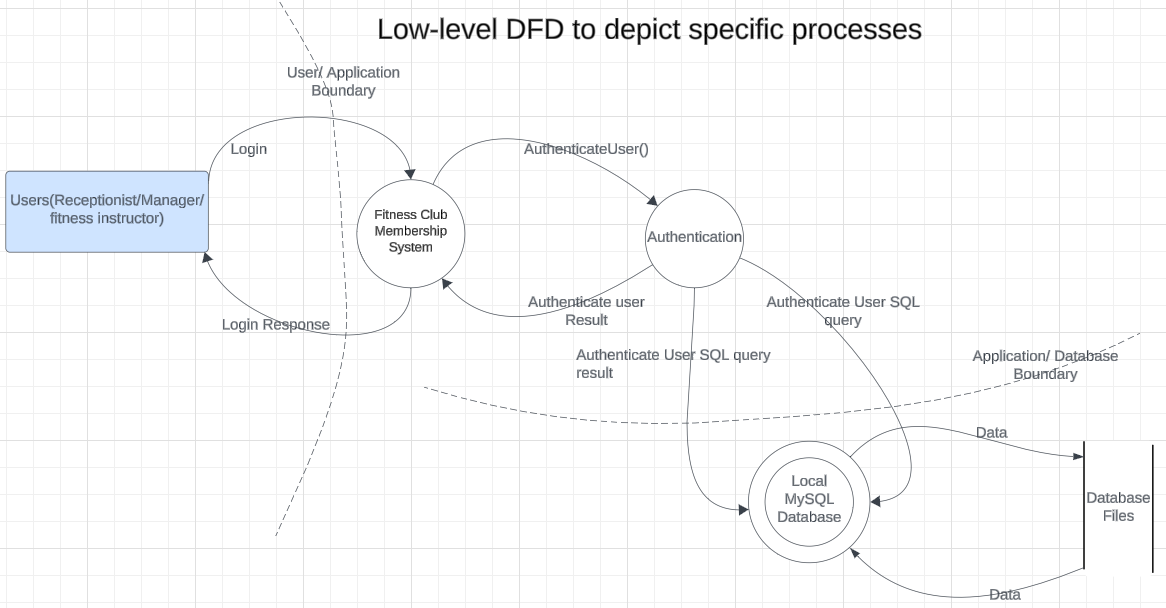 Low-level DFD to depict specific processes
User/ Application
Boundary
Login
AuthenticateUser()
Users(Receptionist/Manager/
fitness instructor)
Fitness Club
Membership
System
Authentication
Login Response
Authenticate user
Result
Authenticate User SQL
query
Authenticate User SQL query
result
Application/ Database
Boundary
Data
Local
MySQL
Database
Database
Files
Data